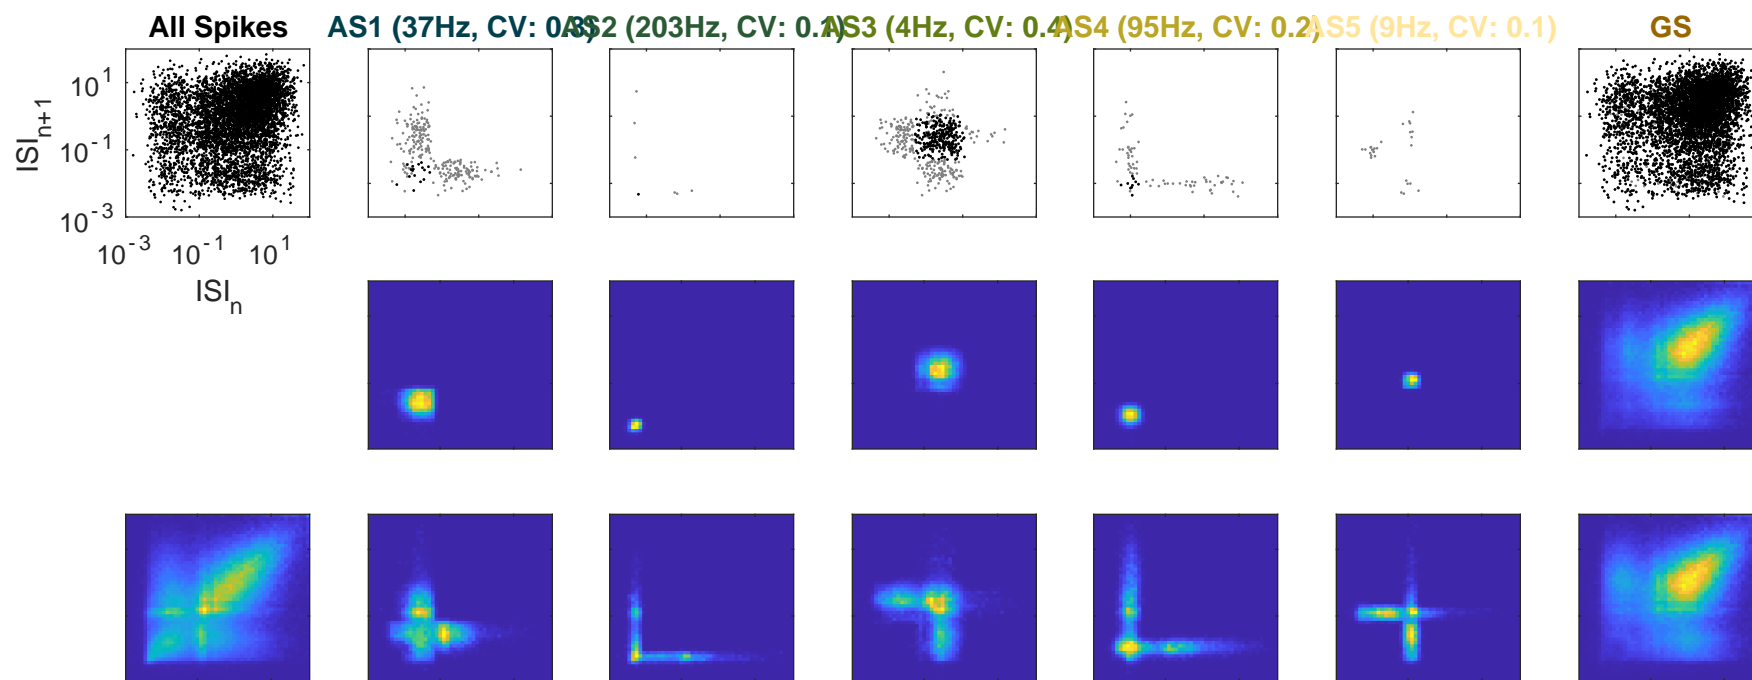 All Spikes
AS1 (37Hz, CV: 0.3)
AS2 (203Hz, CV: 0.1)
AS3 (4Hz, CV: 0.4)
AS4 (95Hz, CV: 0.2)
AS5 (9Hz, CV: 0.1)
GS
10^1
10^-1
10^-3
ISI_n+1
10^-3 10^-1 10^1
ISI_n